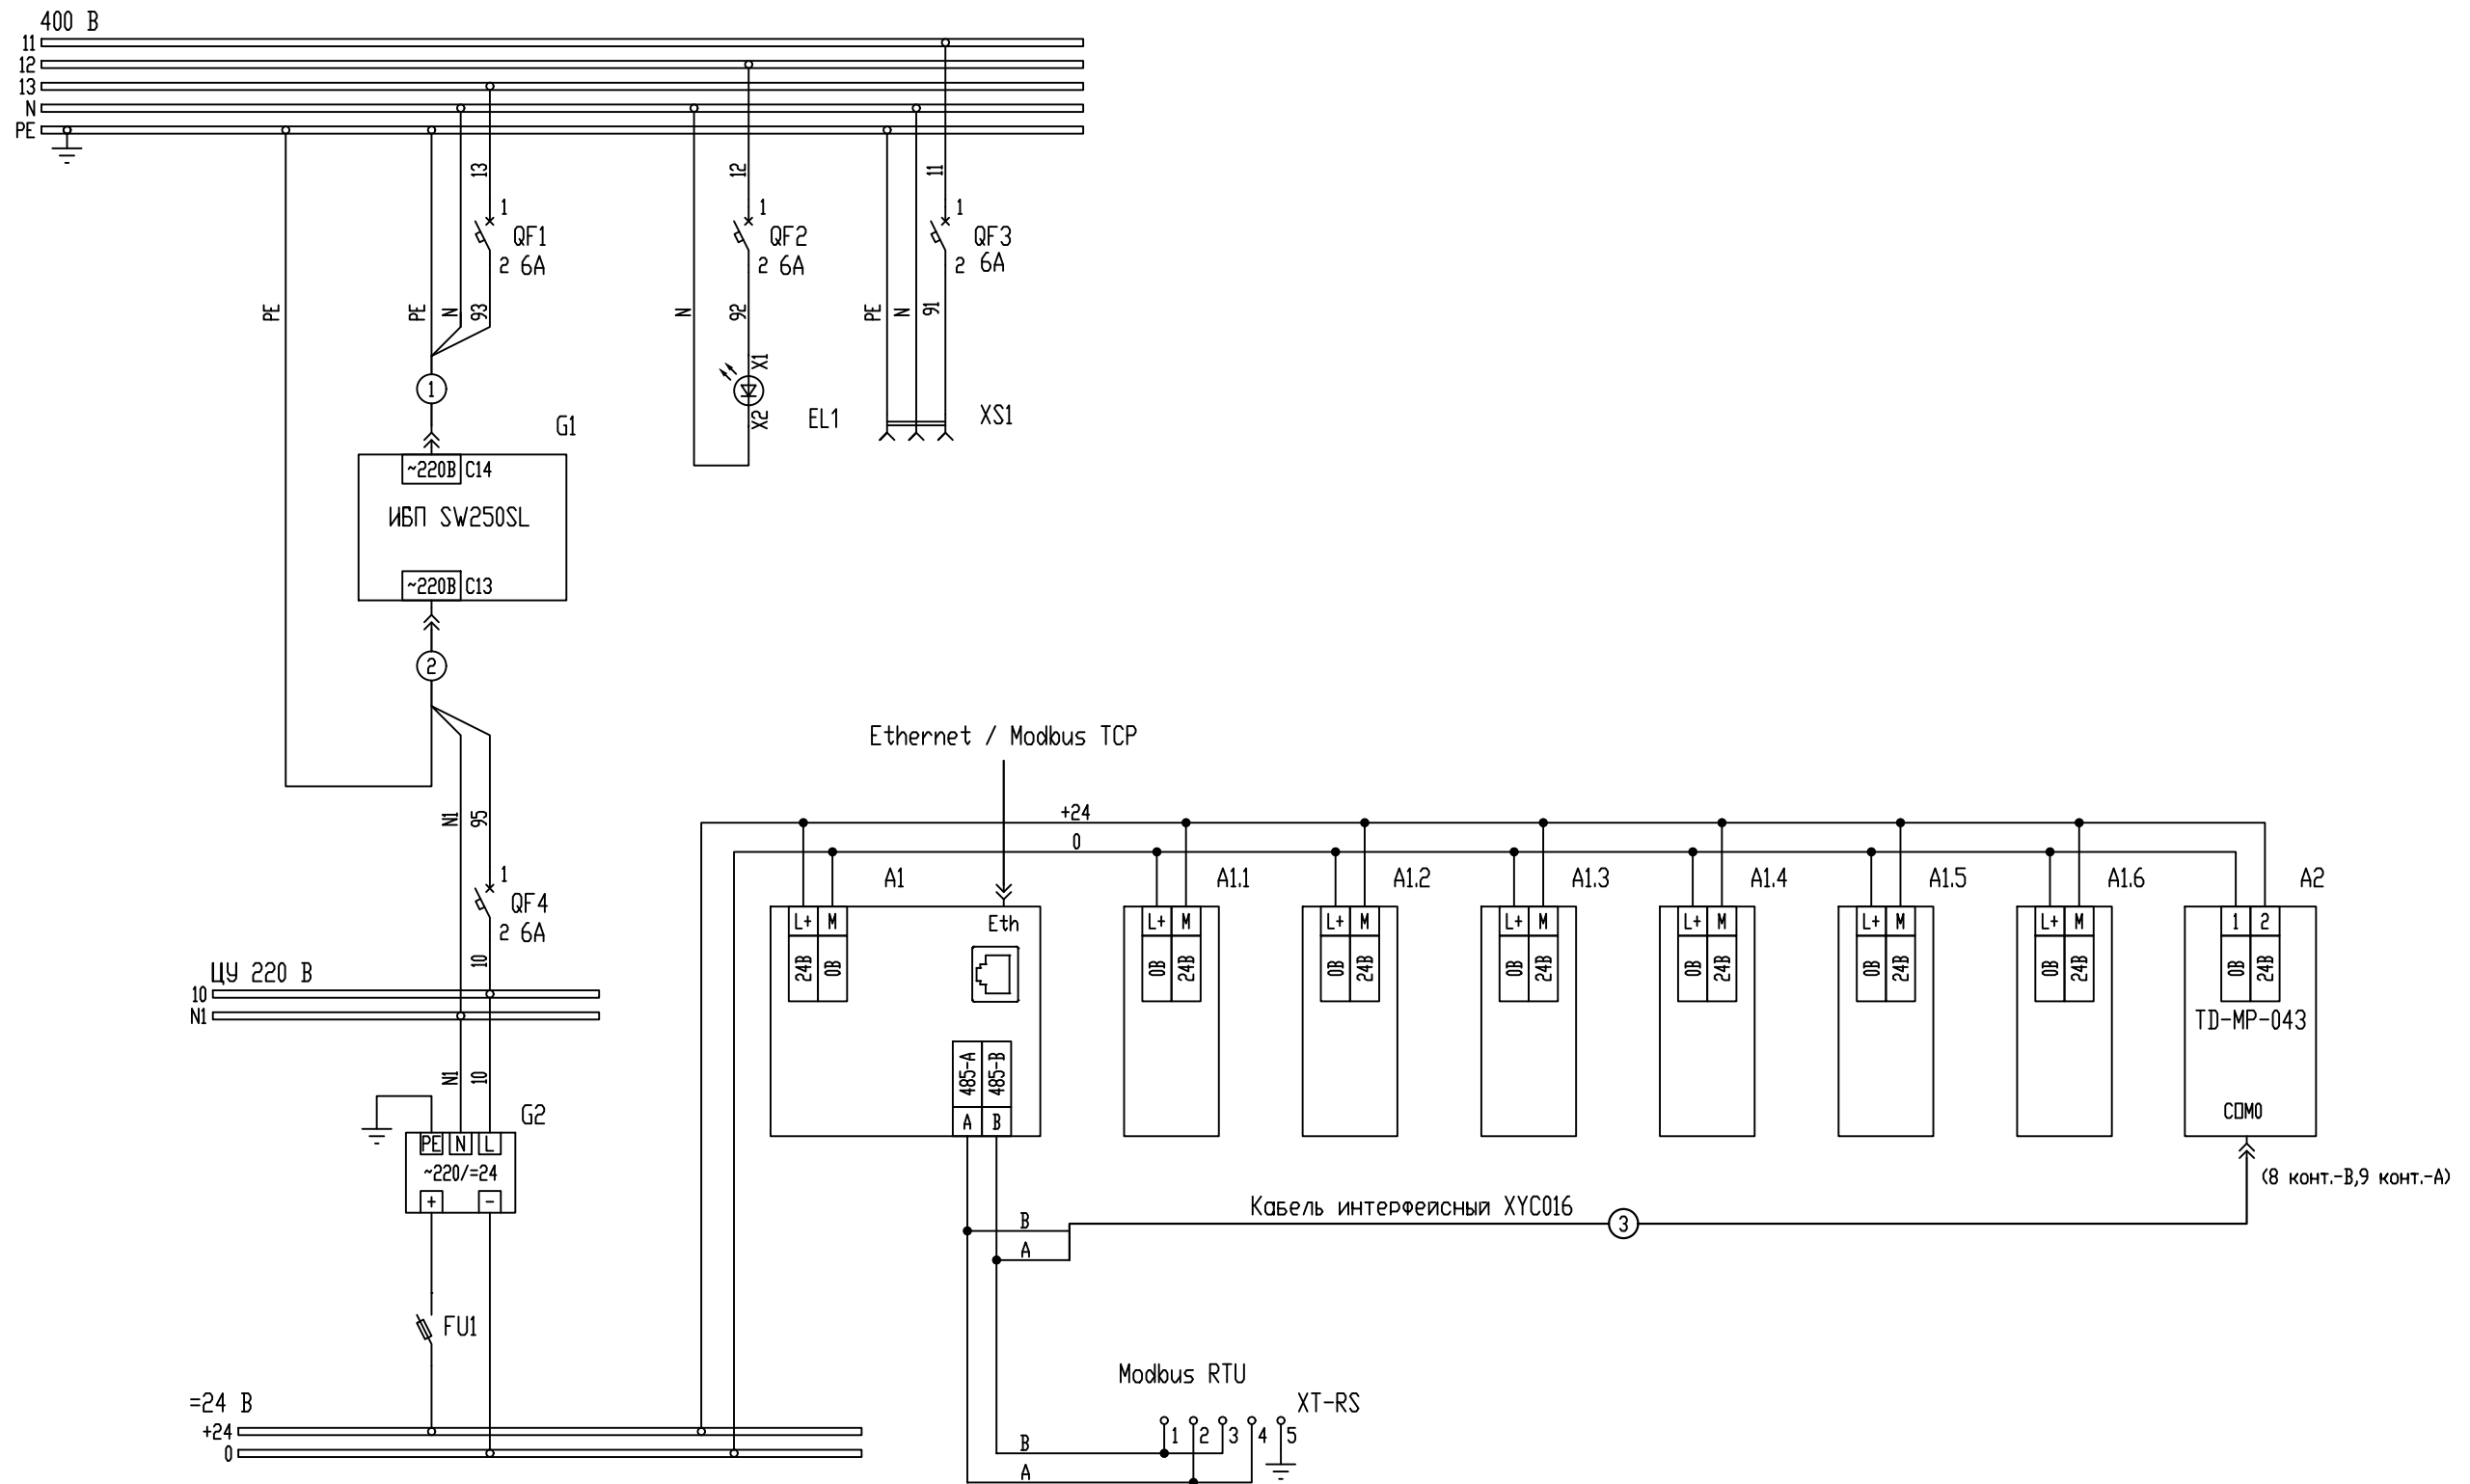 400 В
11
12
13
N
PE
13
12
11
1
QF1
2 6А
1
QF2
2 6А
1
QF3
2 6А
PE
PE
N
93
N
92
PE
N
91
X1
X2
EL1
XS1
1
G1
~220В C14
ИБП SW250SL
~220В C13
2
Ethernet / Modbus TCP
N1
95
+24
0
1
QF4
2 6А
10
A1
A1.1
A1.2
A1.3
A1.4
A1.5
A1.6
A2
L+ M
24В 0В
Eth
L+ M
0В 24В
L+ M
0В 24В
L+ M
0В 24В
L+ M
0В 24В
L+ M
0В 24В
L+ M
0В 24В
1 2
0В 24В
TD-MP-043
COM0
ЦУ 220 В
10
N1
485-A 485-B
A B
N1
10
G2
PE N L
~220/=24
+ -
(8 конт.-В,9 конт.-А)
B
A
Кабель интерфейсный XYC016
3
FU1
Modbus RTU
XT-RS
1 2 3 4 5
B
A
=24 В
+24
0